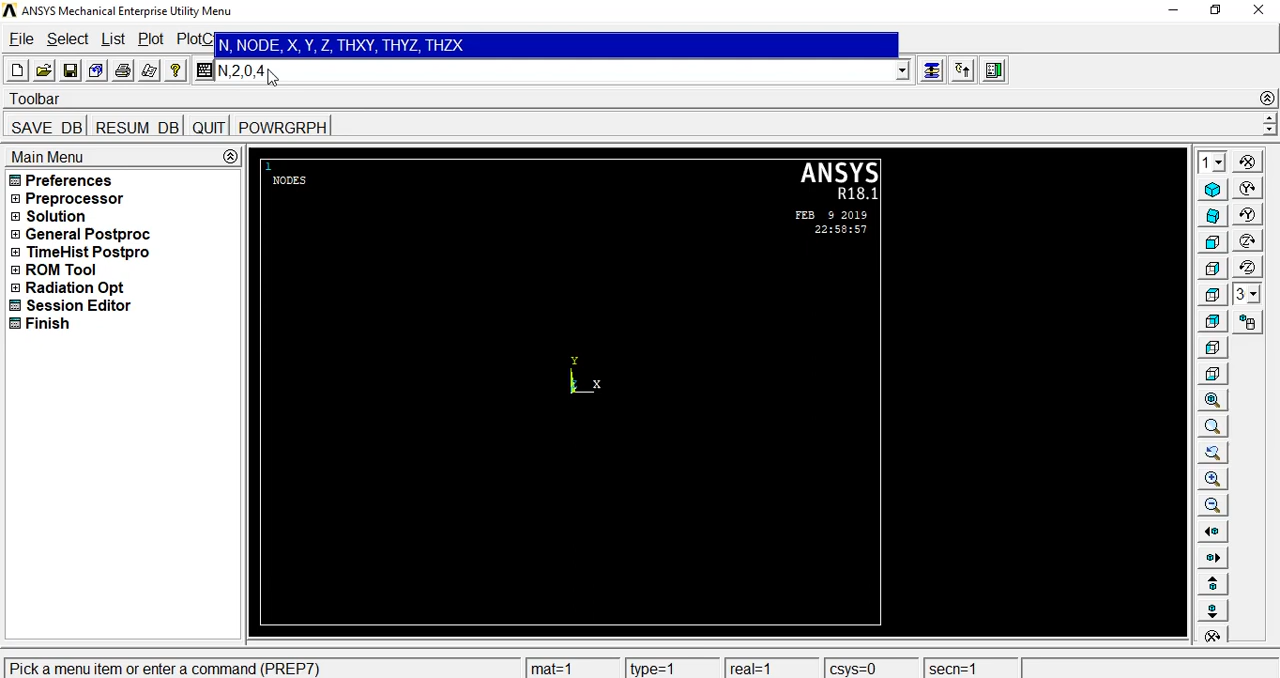 ANSYS Mechanical Enterprise Utility Menu
File Select List Plot PlotC
N, NODE, X, Y, Z, THXY, THYZ, THZX
N,2,0,4
Toolbar
SAVE_DB RESUM_DB QUIT POWRGRPH
Main Menu
Preferences
Preprocessor
Solution
General Postproc
TimeHist Postpro
ROM Tool
Radiation Opt
Session Editor
Finish
1
NODES
ANSYS
R18.1
FEB 9 2019
22:58:57
Y
X
1
3
Pick a menu item or enter a command (PREP7) mat=1 type=1 real=1 csys=0 secn=1